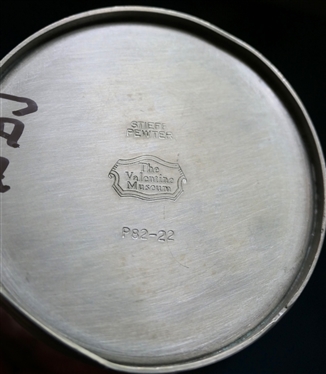 STIEFF
PEWTER
The
Valentine
Museum
P82-22